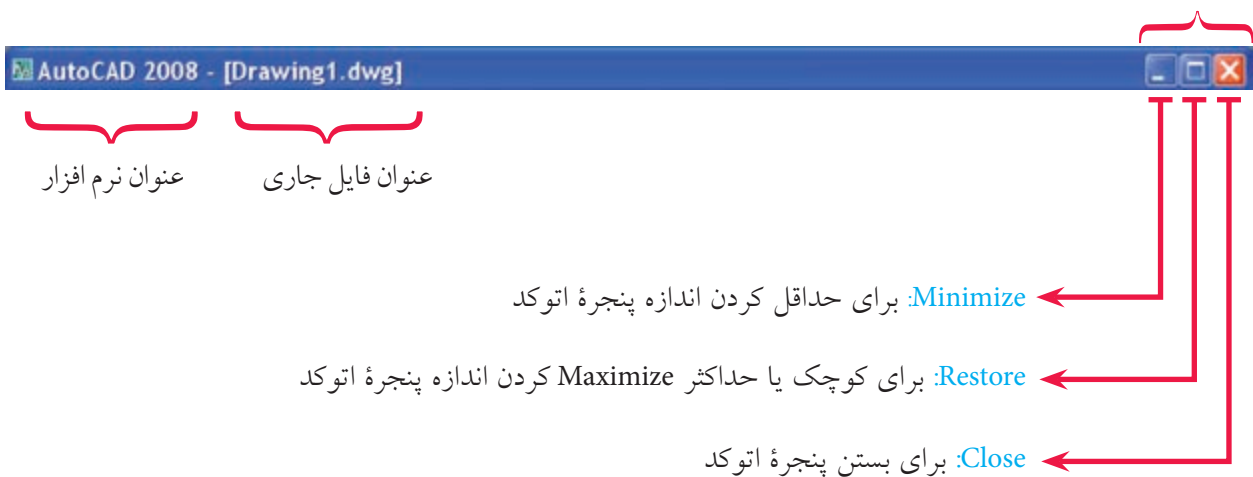 AutoCAD 2008 - [Drawing1.dwg]
عنوان نرم افزار
عنوان فایل جاری
Minimize: برای حداقل کردن اندازه پنجرهٔ اتوکد
Restore: برای کوچک یا حداکثر Maximize کردن اندازه پنجرهٔ اتوکد
Close: برای بستن پنجرهٔ اتوکد